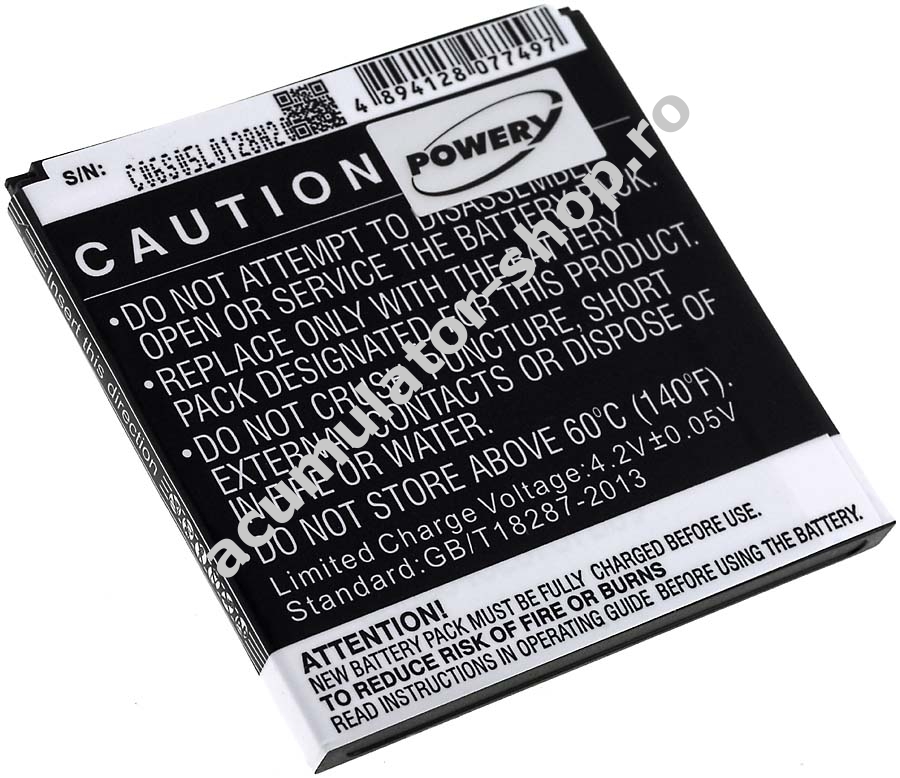 4 894128 077497
S/N:
POWERY
CAUTION
•DO NOT ATTEMPT TO DISASSEMBLE
OPEN OR SERVICE THE BATTERY PACK.
•REPLACE ONLY WITH THE BATTERY
PACK DESIGNATED FOR THIS PRODUCT.
•DO NOT CRUSH, PUNCTURE, SHORT
EXTERNAL CONTACTS OR DISPOSE OF
IN FIRE OR WATER.
•DO NOT STORE ABOVE 60°C (140°F).
Limited Charge Voltage:4.2V±0.05V
Standard:GB/T18287-2013
ATTENTION!
NEW BATTERY PACK MUST BE FULLY CHARGED BEFORE USE.
TO REDUCE RISK OF FIRE OR BURNS
READ INSTRUCTIONS IN OPERATING GUIDE BEFORE USING THE BATTERY.
Insert this direction
acumulator-shop.ro